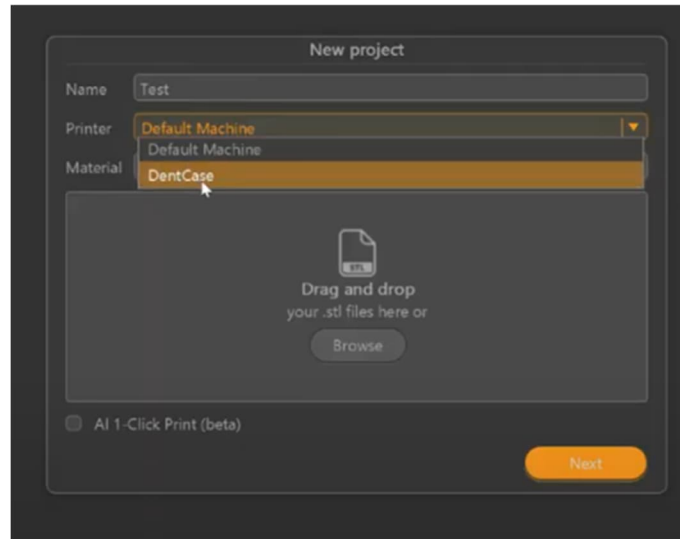 New project
Name Test
Printer Default Machine
Default Machine
Material
DentCase
STL
Drag and drop
your .stl files here or
Browse
AI 1-Click Print (beta)
Next